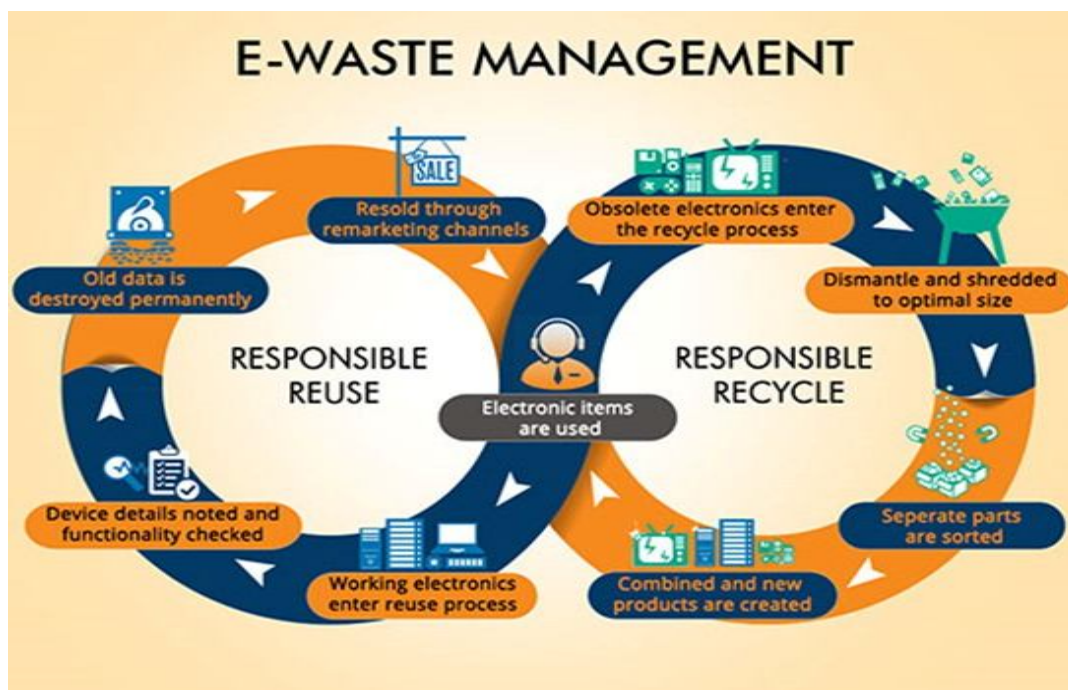 E-WASTE MANAGEMENT
SALE
Resold through
remarketing channels
Obsolete electronics enter
the recycle process
Old data is
destroyed permanently
Dismantle and shredded
to optimal size
RESPONSIBLE
REUSE
RESPONSIBLE
RECYCLE
Electronic items
are used
Device details noted and
functionality checked
Seperate parts
are sorted
Working electronics
enter reuse process
Combined and new
products are created